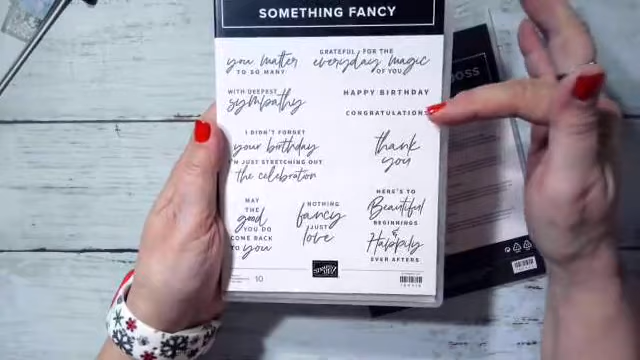 SOMETHING FANCY
you matter
TO SO MANY
GRATEFUL FOR THE
everyday magic
OF YOU
WITH DEEPEST
sympathy
HAPPY BIRTHDAY
CONGRATULATIONS
I DIDN'T FORGET
your birthday
I'M JUST STRETCHING OUT
the celebration
thank
you
MAY
THE
good
YOU DO
COME BACK
TO you
NOTHING
fancy
JUST
love
HERE'S TO
Beautiful
BEGINNINGS
&
Happily
EVER AFTERS
10